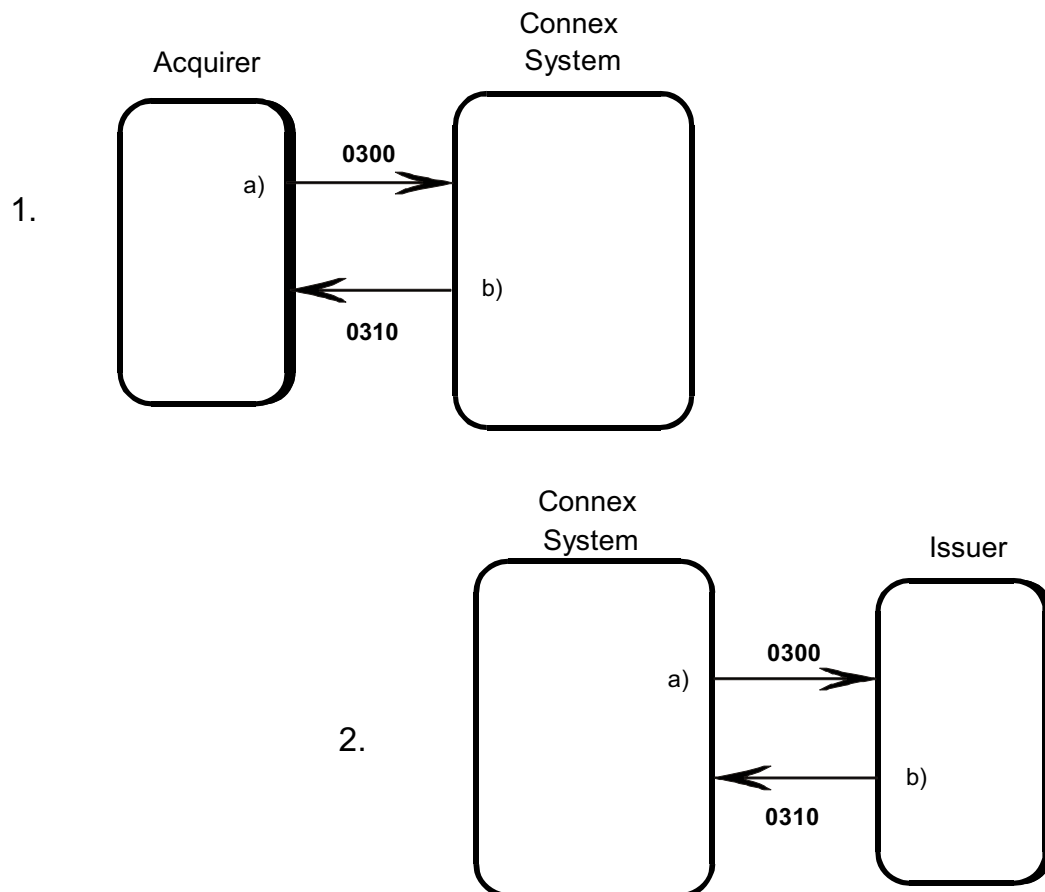 Connex
System
Acquirer
0300
a)
1.
b)
0310
Connex
System
Issuer
0300
a)
2.
b)
0310